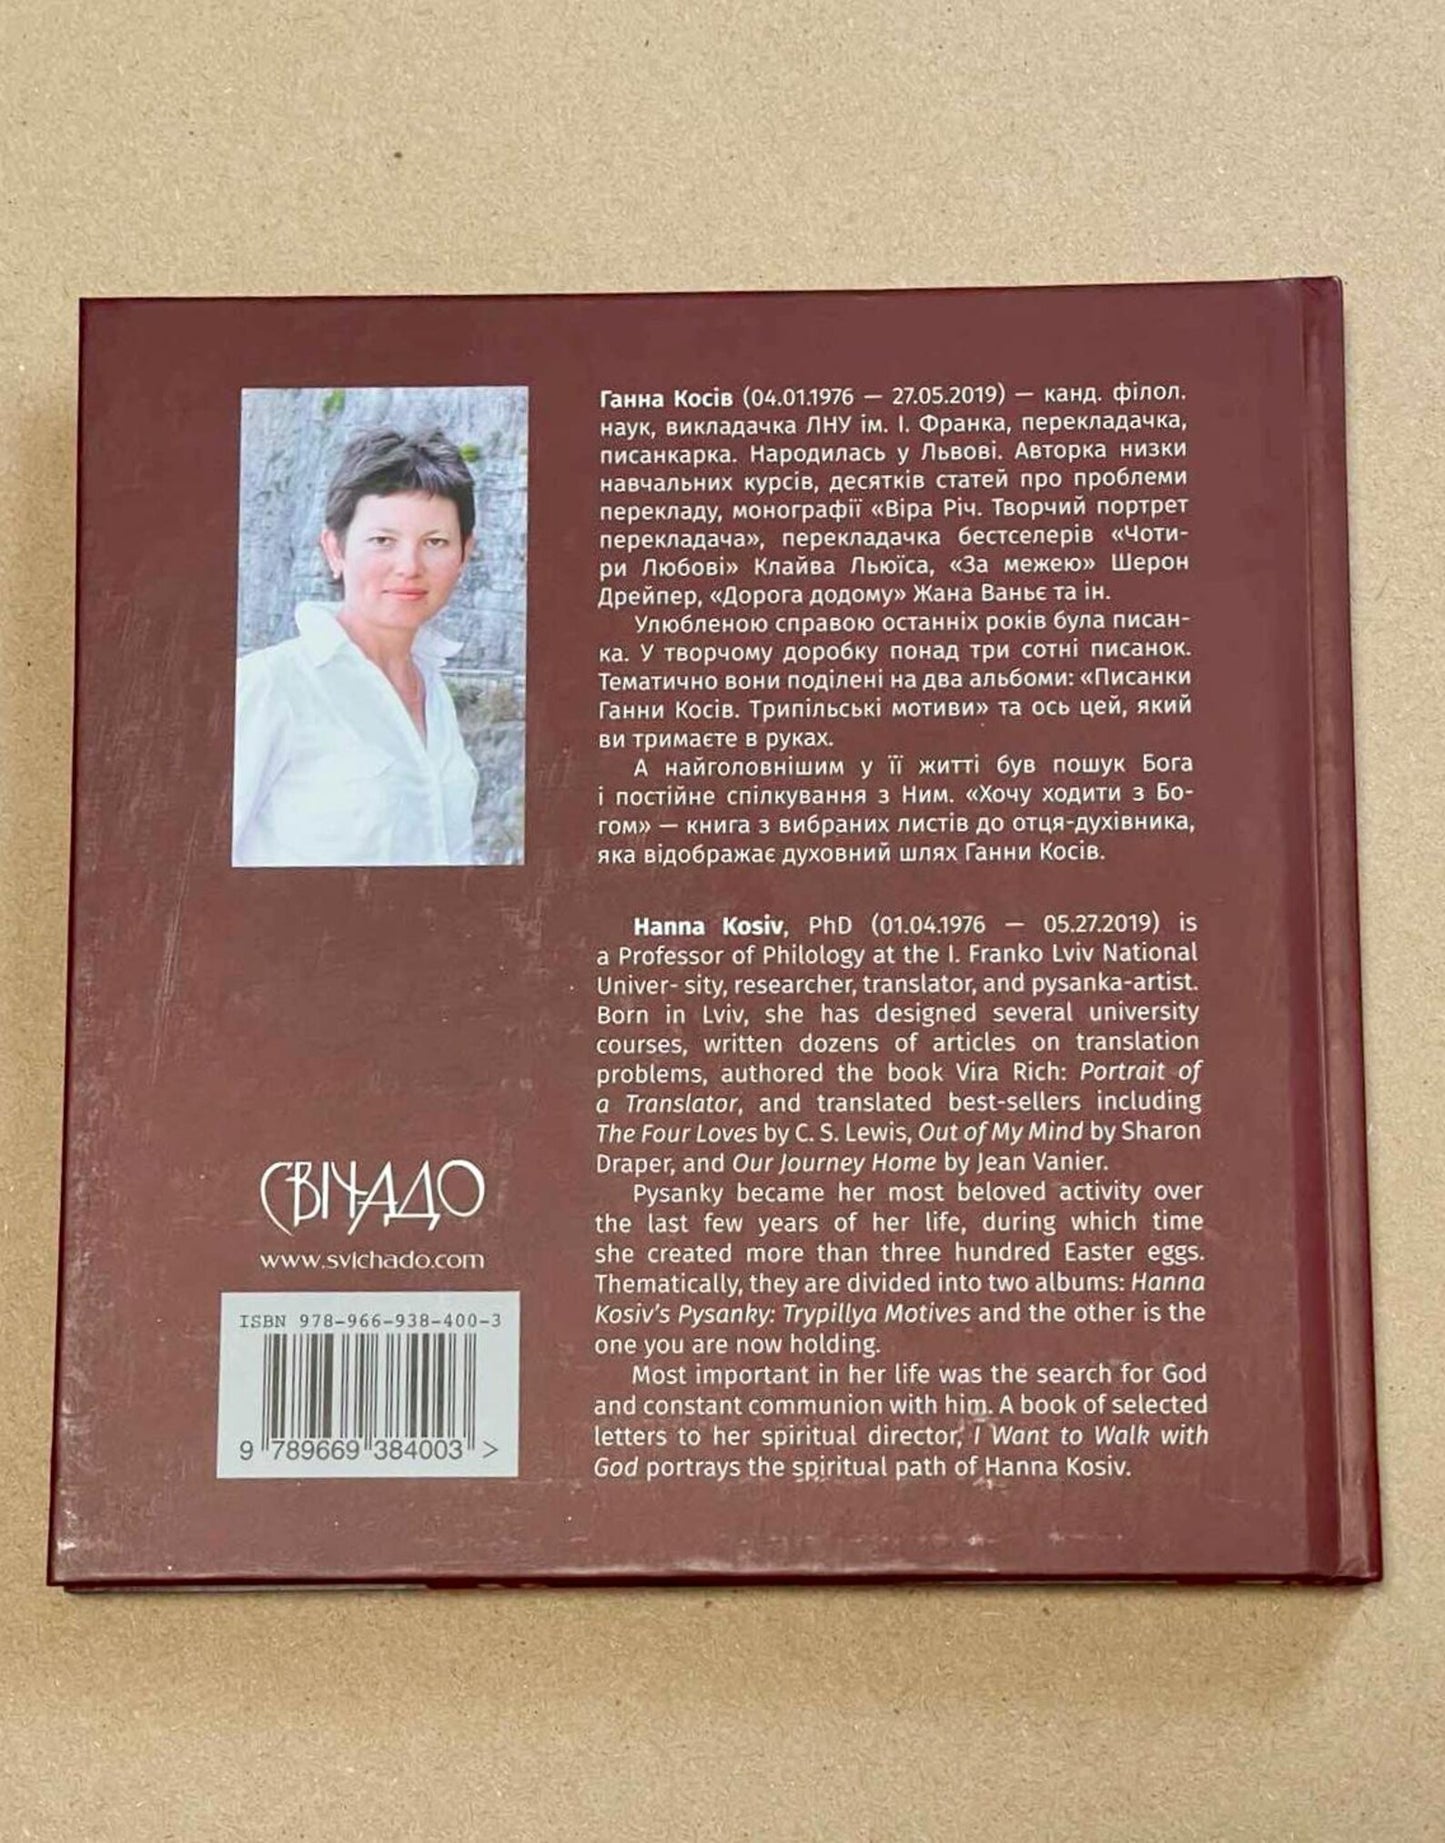 Ганна Косів (04.01.1976 — 27.05.2019) — канд. філол.
наук, викладачка ЛНУ ім. І. Франка, перекладачка,
писанкарка. Народилась у Львові. Авторка низки
навчальних курсів, десятків статей про проблеми
перекладу, монографії «Віра Річ. Творчий портрет
перекладача», перекладачка бестселерів «Чоти-
ри Любові» Клайва Льюїса, «За межею» Шерон
Дрейпер, «Дорога додому» Жана Ваньє та ін.
Улюбленою справою останніх років була писан-
ка. У творчому доробку понад три сотні писанок.
Тематично вони поділені на два альбоми: «Писанки
Ганни Косів. Трипільські мотиви» та ось цей, який
ви тримаєте в руках.
А найголовнішим у її житті був пошук Бога
і постійне спілкування з Ним. «Хочу ходити з Бо-
гом» — книга з вибраних листів до отця-духівника,
яка відображає духовний шлях Ганни Косів.
Hanna Kosiv, PhD (01.04.1976 — 05.27.2019) is
a Professor of Philology at the I. Franko Lviv National
Univer- sity, researcher, translator, and pysanka-artist.
Born in Lviv, she has designed several university
courses, written dozens of articles on translation
problems, authored the book Vira Rich: Portrait of
a Translator, and translated best-sellers including
The Four Loves by C. S. Lewis, Out of My Mind by Sharon
Draper, and Our Journey Home by Jean Vanier.
Pysanky became her most beloved activity over
the last few years of her life, during which time
she created more than three hundred Easter eggs.
Thematically, they are divided into two albums: Hanna
Kosiv's Pysanky: Trypillya Motives and the other is the
one you are now holding.
Most important in her life was the search for God
and constant communion with him. A book of selected
letters to her spiritual director, I Want to Walk with
God portrays the spiritual path of Hanna Kosiv.
СВІЧАДО
www.svichado.com
ISBN 978-966-938-400-3
9 789669 384003 >